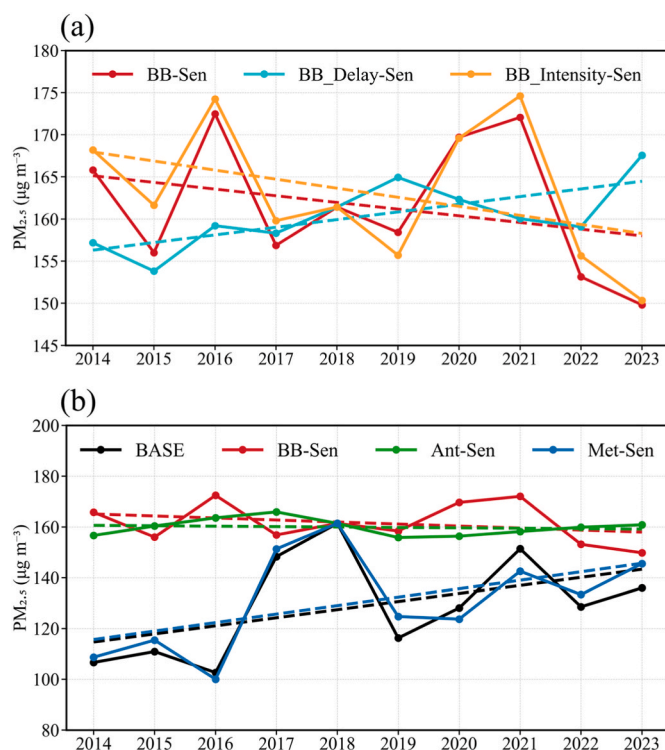 (a)
180
BB-Sen BB_Delay-Sen BB_Intensity-Sen
175
170
165
160
155
150
145
PM₂.₅ (μg m⁻³)
2014 2015 2016 2017 2018 2019 2020 2021 2022 2023
(b)
200
BASE BB-Sen Ant-Sen Met-Sen
180
160
140
120
100
80
PM₂.₅ (μg m⁻³)
2014 2015 2016 2017 2018 2019 2020 2021 2022 2023